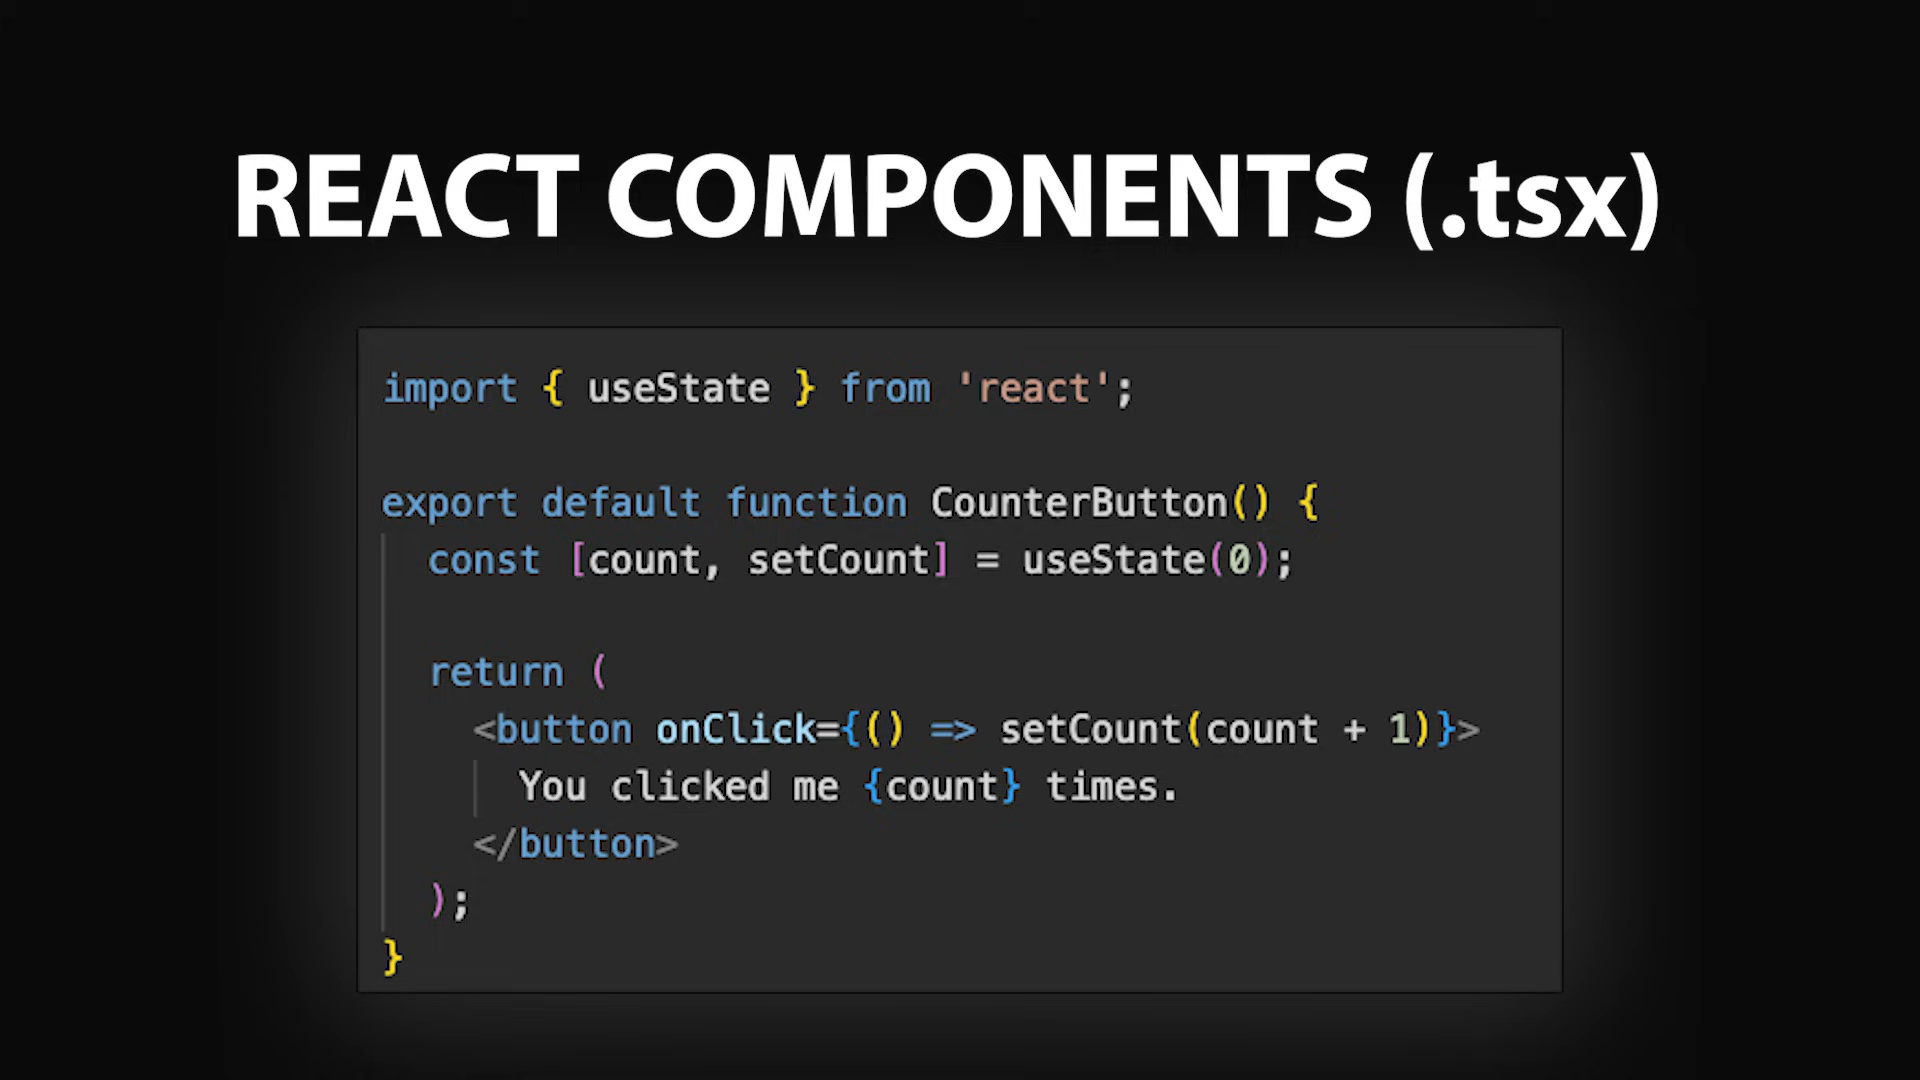 REACT COMPONENTS (.tsx)
import { useState } from 'react';
export default function CounterButton() {
const [count, setCount] = useState(0);
return (
<button onClick={() => setCount(count + 1)}>
You clicked me {count} times.
</button>
);
}